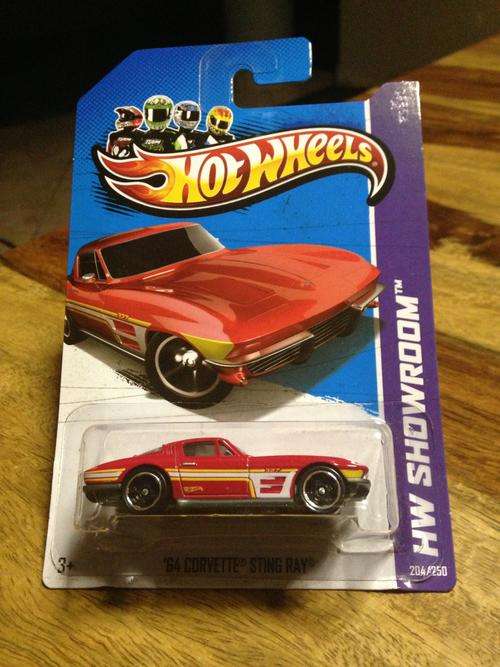 HOT WHEELS
HW SHOWROOM™
3+
'64 CORVETTE® STING RAY®
204/250